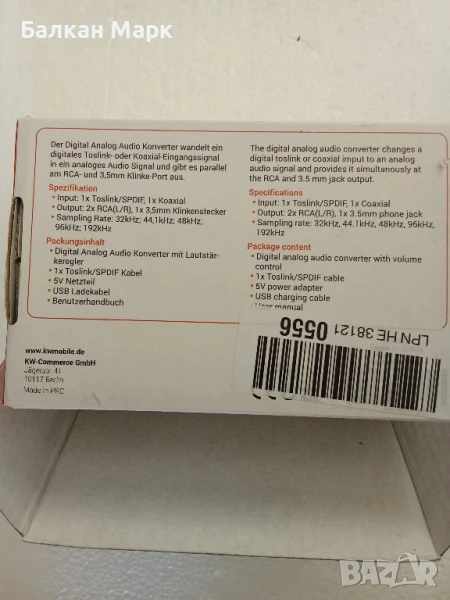 Балкан Марк
Der Digital Analog Audio Konverter wandelt ein
digitales Toslink- oder Koaxial-Eingangssignal
in ein analoges Audio Signal und gibt es parallel
am RCA- und 3,5mm Klinke-Port aus.
Spezifikation
• Input: 1x Toslink/SPDIF, 1x Koaxial
• Output: 2x RCA(L/R), 1x 3,5mm Klinkenstecker
• Sampling Rate: 32kHz; 44,1kHz; 48kHz;
96kHz; 192kHz
Packungsinhalt
• Digital Analog Audio Konverter mit Lautstär-
keregler
• 1x Toslink/SPDIF Kabel
• 5V Netzteil
• USB Ladekabel
• Benutzerhandbuch
The digital analog audio converter changes a
digital toslink or coaxial imput to an analog
audio signal and provides it simultaneously at
the RCA and 3.5 mm jack output.
Specifications
• Input: 1x Toslink/SPDIF, 1x Coaxial
• Output: 2x RCA(L/R), 1x 3.5mm phone jack
• Sampling rate: 32kHz, 44.1kHz, 48kHz, 96kHz,
192kHz
Package content
• Digital analog audio converter with volume
control
• 1x Toslink/SPDIF cable
• 5V power adapter
• USB charging cable
• User manual
www.kwmobile.de
KW-Commerce GmbH
Jägerstr. 41
10117 Berlin
Made in PRC
LPN HE 38121 0556
BAZAR